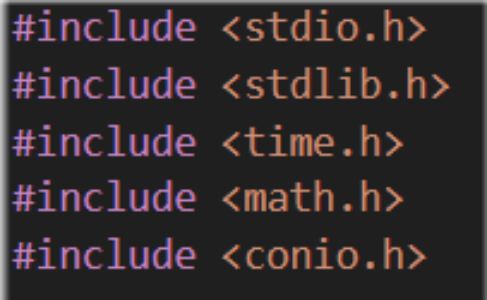 #include <stdio.h>
#include <stdlib.h>
#include <time.h>
#include <math.h>
#include <conio.h>